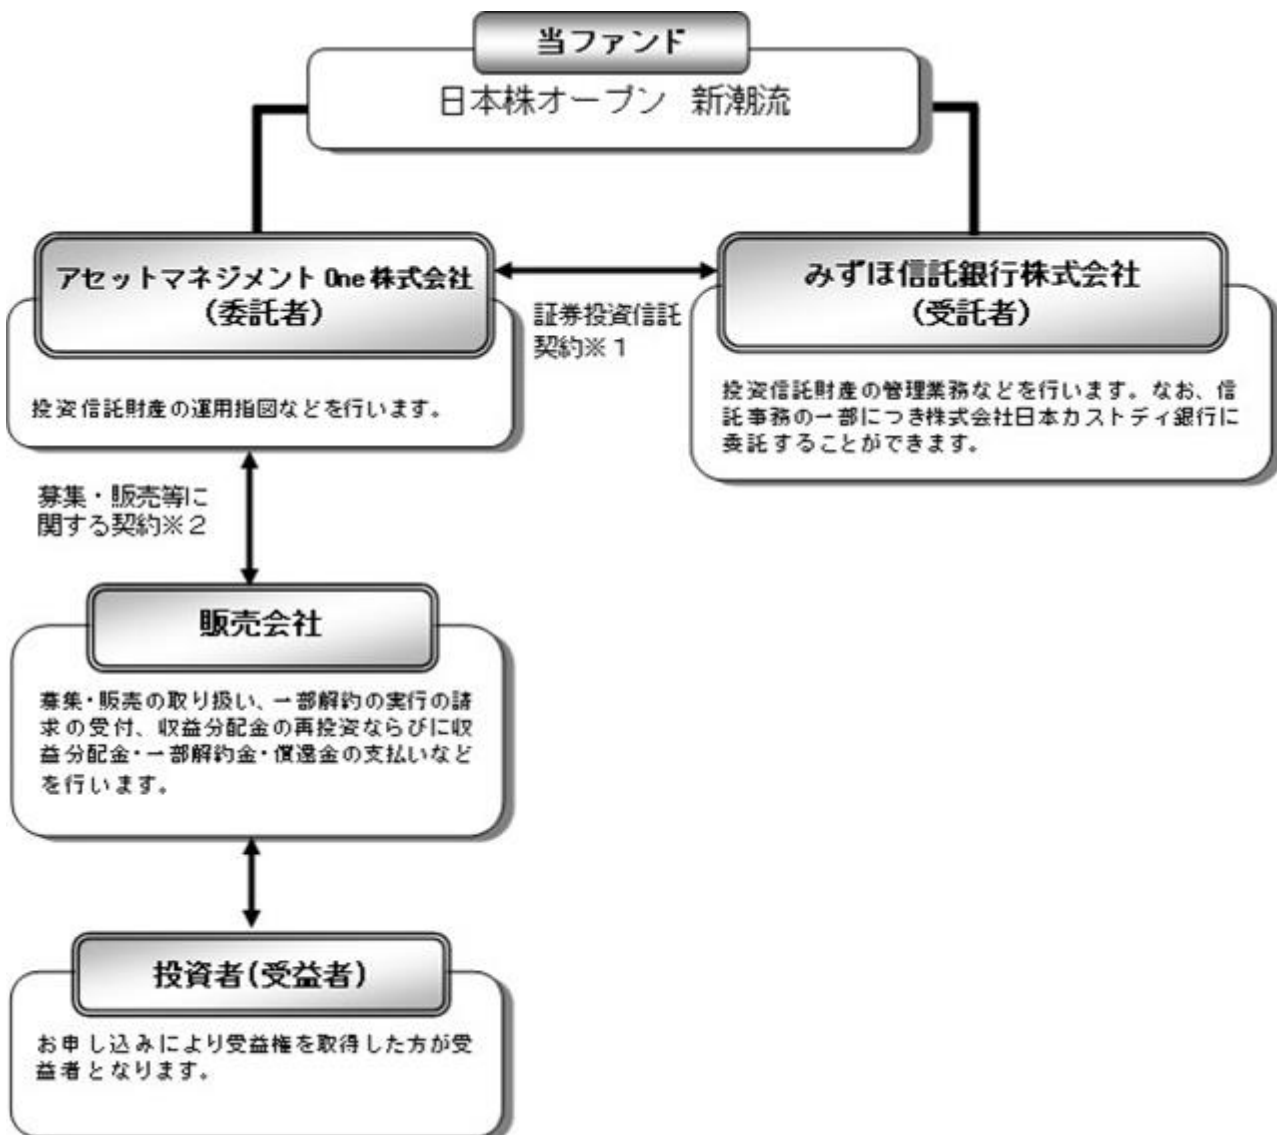 当ファンド
日本株オープン 新潮流
アセットマネジメント One 株式会社
(委託者)
投資信託財産の運用指図などを行います。
証券投資信託
契約※1
みずほ信託銀行株式会社
(受託者)
投資信託財産の管理業務などを行います。なお、信
託事務の一部につき株式会社日本カストディ銀行に
委託することができます。
募集・販売等に
関する契約※2
販売会社
募集・販売の取り扱い、一部解約の実行の請
求の受付、収益分配金の再投資ならびに収
益分配金・一部解約金・償還金の支払いなど
を行います。
投資者(受益者)
お申し込みにより受益権を取得した方が受
益者となります。